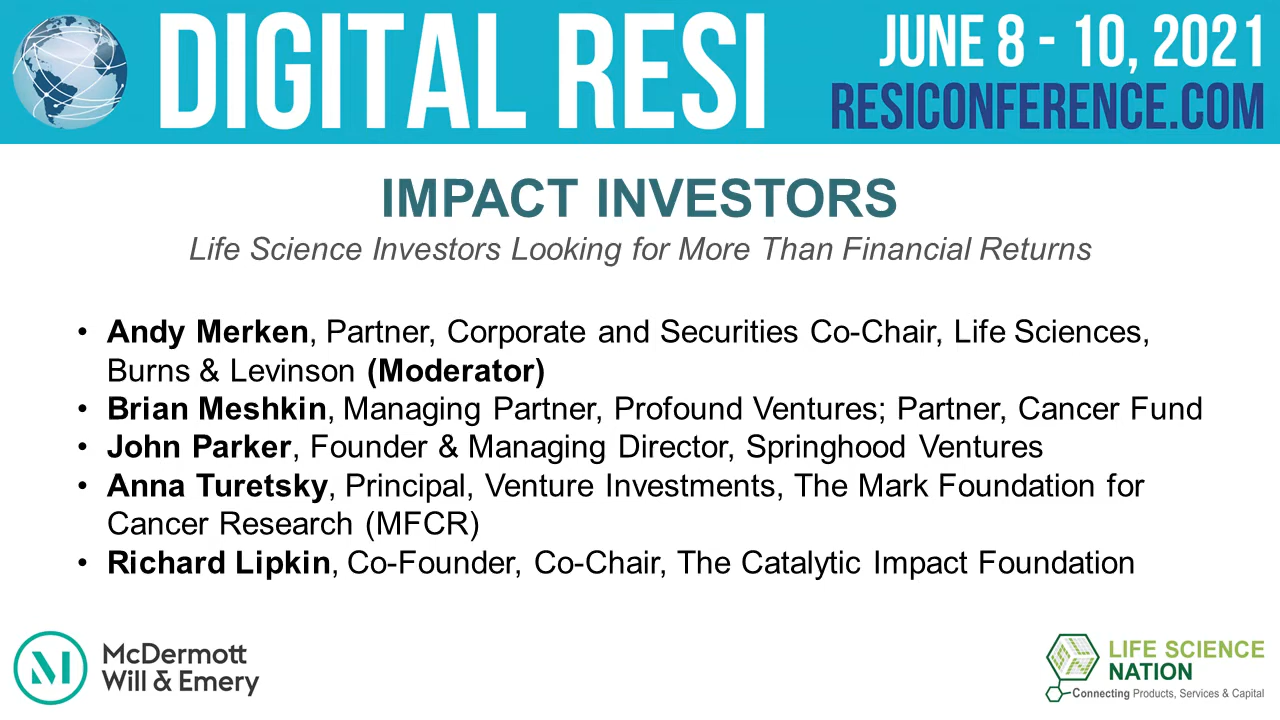 DIGITAL RESI
JUNE 8 - 10, 2021
RESICONFERENCE.COM
IMPACT INVESTORS
Life Science Investors Looking for More Than Financial Returns
• Andy Merken, Partner, Corporate and Securities Co-Chair, Life Sciences,
Burns & Levinson (Moderator)
• Brian Meshkin, Managing Partner, Profound Ventures; Partner, Cancer Fund
• John Parker, Founder & Managing Director, Springhood Ventures
• Anna Turetsky, Principal, Venture Investments, The Mark Foundation for
Cancer Research (MFCR)
• Richard Lipkin, Co-Founder, Co-Chair, The Catalytic Impact Foundation
M
McDermott
Will & Emery
LIFE SCIENCE
NATION
Connecting Products, Services & Capital